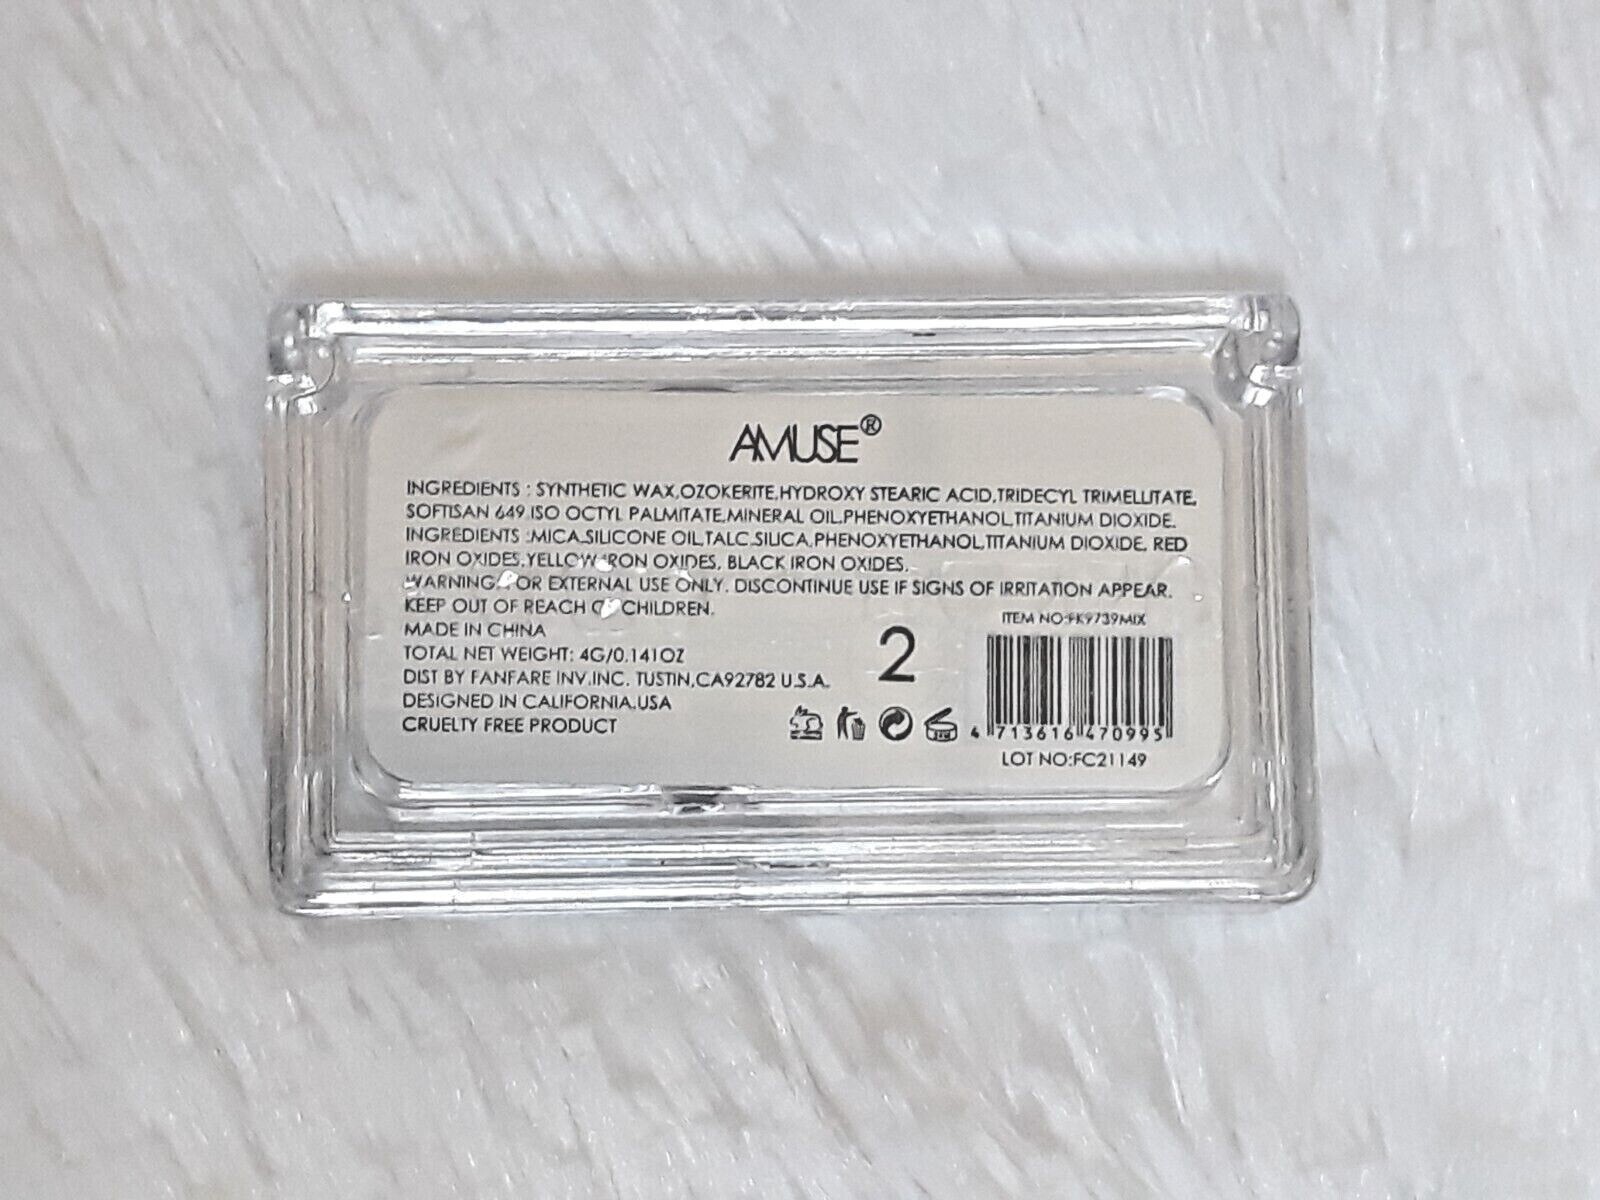 AMUSE®
INGREDIENTS : SYNTHETIC WAX,OZOKERITE,HYDROXY STEARIC ACID,TRIDECYL TRIMELLITATE,
SOFTISAN 649,ISO OCTYL PALMITATE,MINERAL OIL,PHENOXYETHANOL,TITANIUM DIOXIDE.
INGREDIENTS :MICA,SILICONE OIL,TALC,SILICA,PHENOXYETHANOL,TITANIUM DIOXIDE, RED
IRON OXIDES,YELLOW IRON OXIDES, BLACK IRON OXIDES.
WARNING:FOR EXTERNAL USE ONLY. DISCONTINUE USE IF SIGNS OF IRRITATION APPEAR.
KEEP OUT OF REACH OF CHILDREN.
MADE IN CHINA
TOTAL NET WEIGHT: 4G/0.141OZ
DIST BY FANFARE INV.INC. TUSTIN,CA92782 U.S.A.
DESIGNED IN CALIFORNIA,USA
CRUELTY FREE PRODUCT
2
ITEM NO:FK9739MIX
4 713616 470995
LOT NO:FC21149